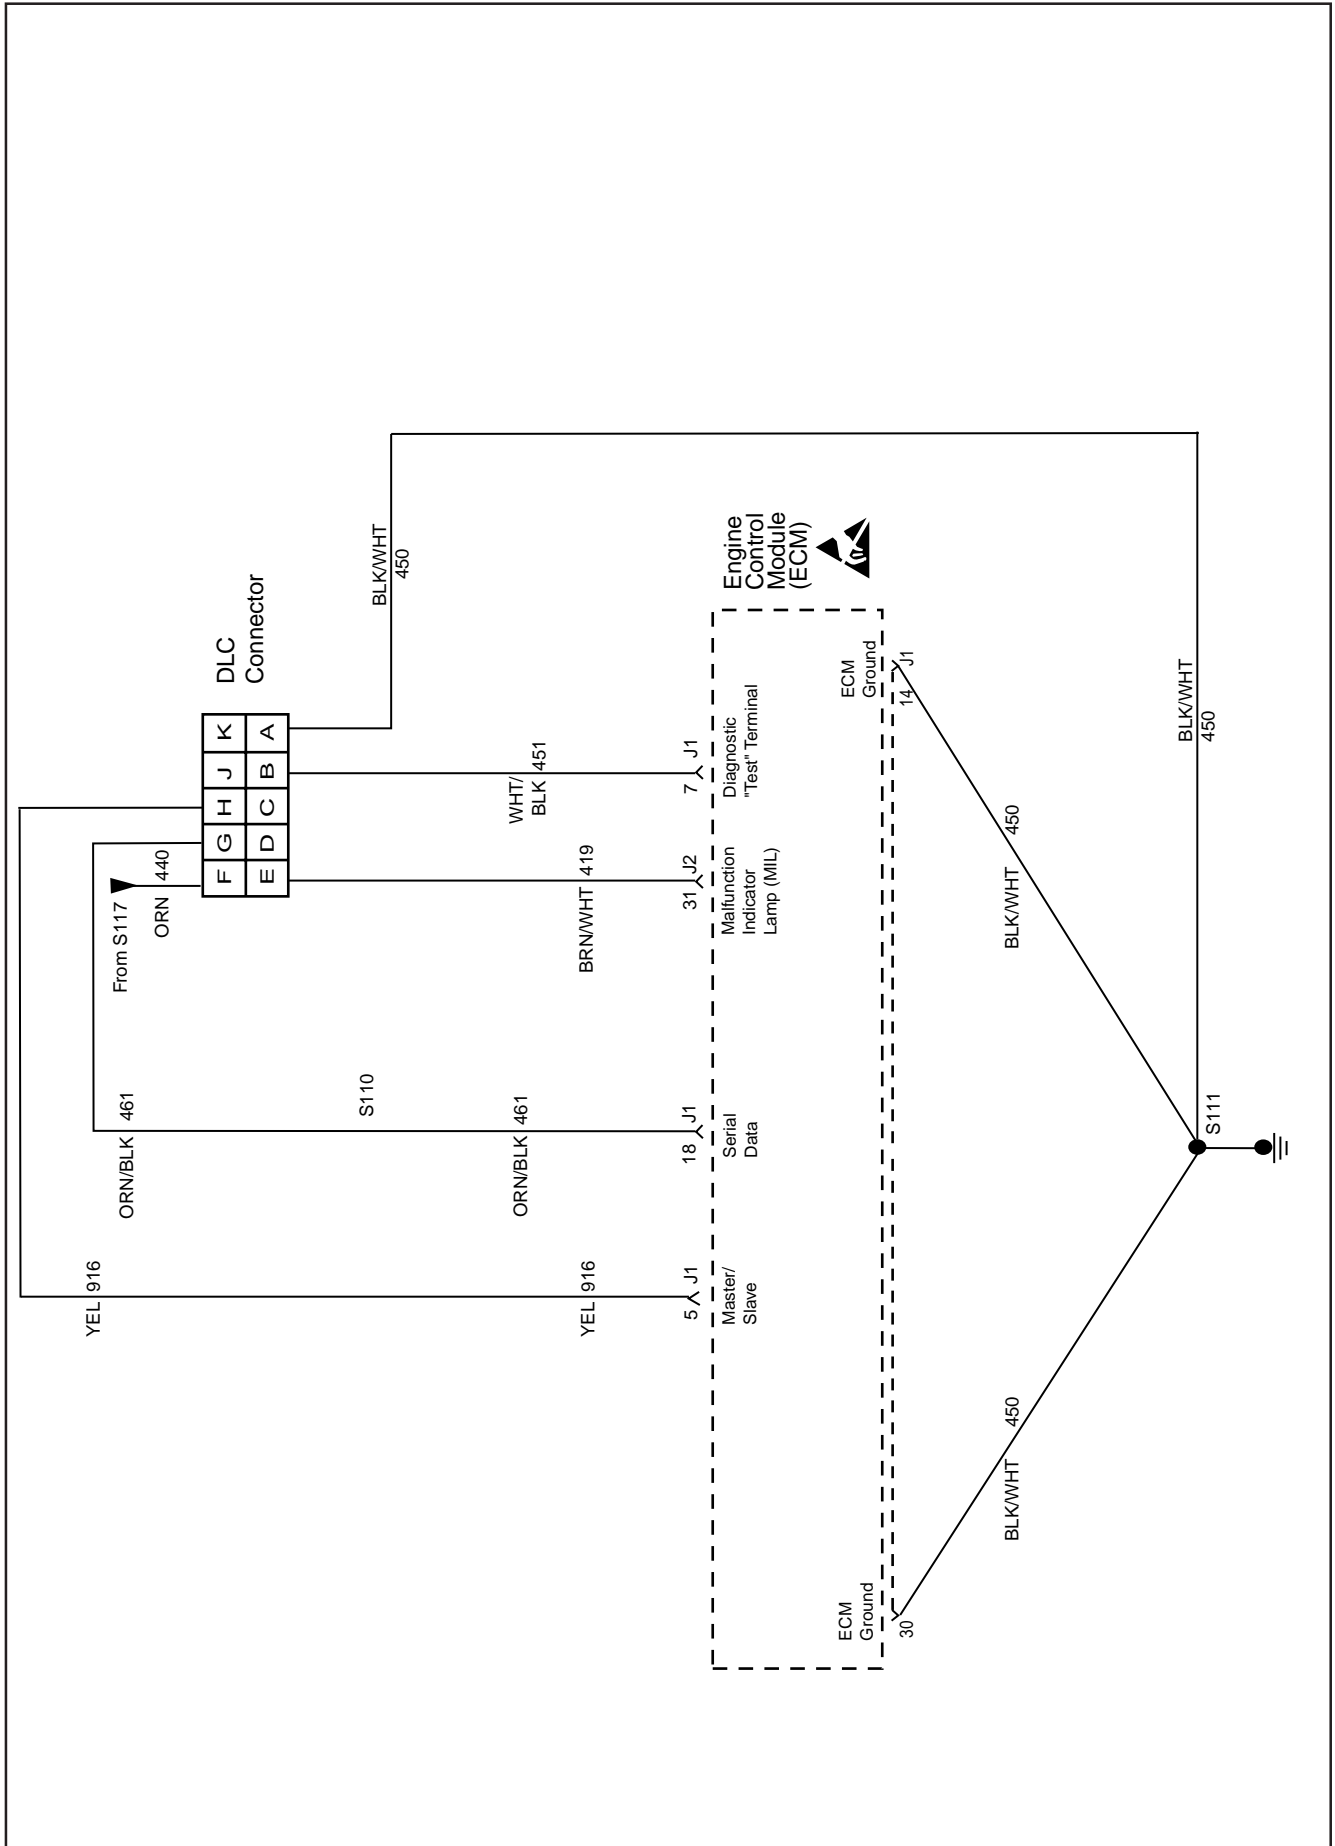 DLC
Connector
F G H J K
E D C B A
From S117
ORN 440
YEL 916
ORN/BLK 461
S110
BLK/WHT
450
YEL 916
ORN/BLK 461
BRN/WHT 419
WHT/
BLK 451
5 J1
18 J1
31 J2
7 J1
Master/
Slave
Serial
Data
Malfunction
Indicator
Lamp (MIL)
Diagnostic
"Test" Terminal
Engine
Control
Module
(ECM)
ECM
Ground
ECM
Ground
30
14 J1
BLK/WHT 450
BLK/WHT 450
BLK/WHT
450
S111